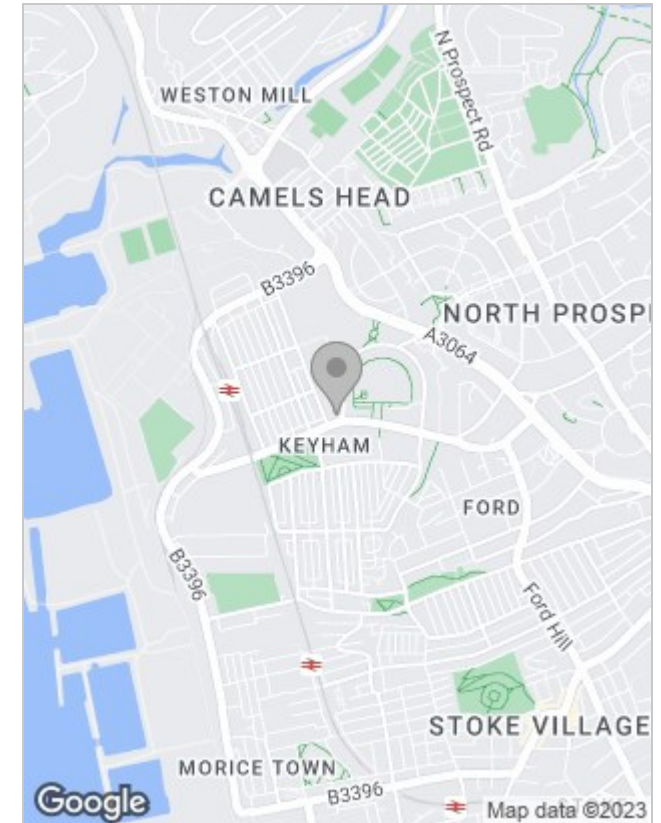 N Prospect Rd
WESTON MILL
CAMELS HEAD
B3396
NORTH PROSPE
A3064
KEYHAM
FORD
B3396
Ford Hill
STOKE VILLAGE
MORICE TOWN
B3396
Google
Map data ©2023